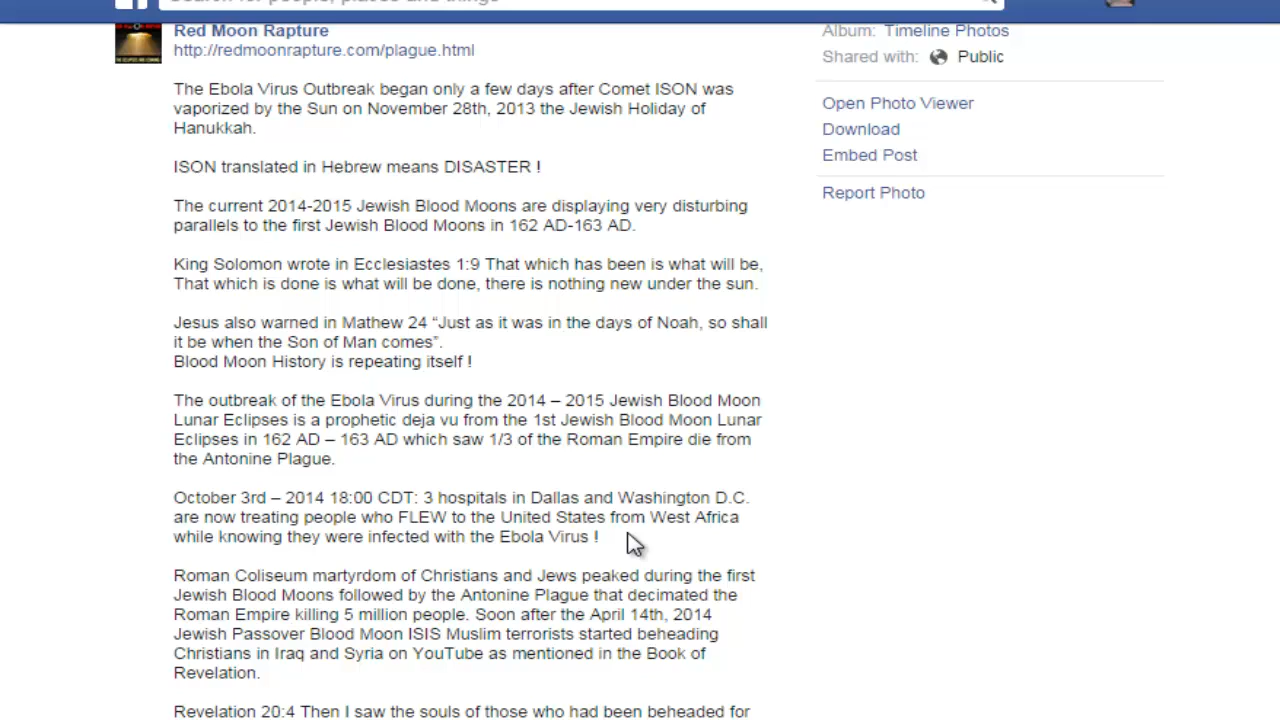 Search for people, places and things
Red Moon Rapture
http://redmoonrapture.com/plague.html
Album: Timeline Photos
Shared with: Public
The Ebola Virus Outbreak began only a few days after Comet ISON was
vaporized by the Sun on November 28th, 2013 the Jewish Holiday of
Hanukkah.
Open Photo Viewer
Download
Embed Post
Report Photo
ISON translated in Hebrew means DISASTER !
The current 2014-2015 Jewish Blood Moons are displaying very disturbing
parallels to the first Jewish Blood Moons in 162 AD-163 AD.
King Solomon wrote in Ecclesiastes 1:9 That which has been is what will be,
That which is done is what will be done, there is nothing new under the sun.
Jesus also warned in Mathew 24 “Just as it was in the days of Noah, so shall
it be when the Son of Man comes”.
Blood Moon History is repeating itself !
The outbreak of the Ebola Virus during the 2014 – 2015 Jewish Blood Moon
Lunar Eclipses is a prophetic deja vu from the 1st Jewish Blood Moon Lunar
Eclipses in 162 AD – 163 AD which saw 1/3 of the Roman Empire die from
the Antonine Plague.
October 3rd – 2014 18:00 CDT: 3 hospitals in Dallas and Washington D.C.
are now treating people who FLEW to the United States from West Africa
while knowing they were infected with the Ebola Virus !
Roman Coliseum martyrdom of Christians and Jews peaked during the first
Jewish Blood Moons followed by the Antonine Plague that decimated the
Roman Empire killing 5 million people. Soon after the April 14th, 2014
Jewish Passover Blood Moon ISIS Muslim terrorists started beheading
Christians in Iraq and Syria on YouTube as mentioned in the Book of
Revelation.
Revelation 20:4 Then I saw the souls of those who had been beheaded for